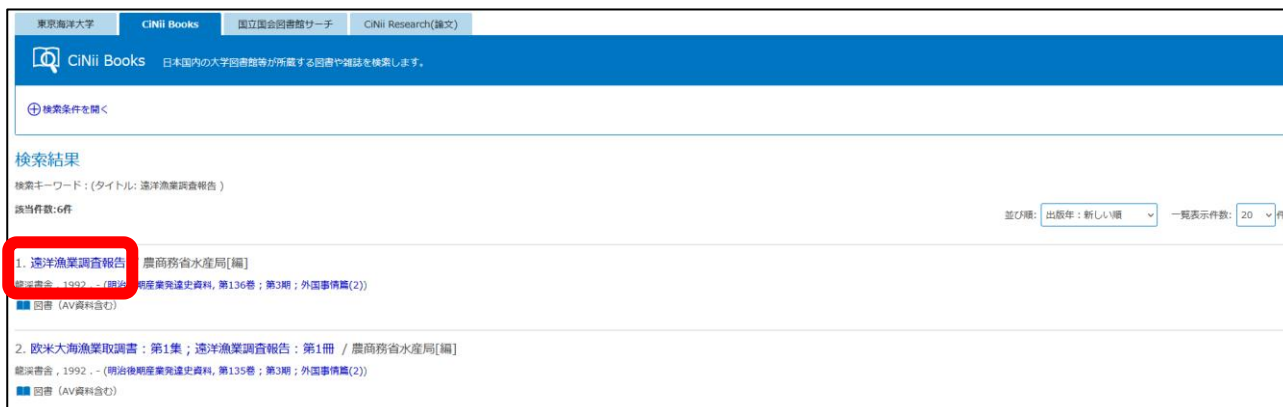 東京海洋大学 CiNii Books 国立国会図書館サーチ CiNii Research(論文)
CiNii Books 日本国内の大学図書館等が所蔵する図書や雑誌を検索します。
検索条件を開く
検索結果
検索キーワード : (タイトル: 遠洋漁業調査報告 )
該当件数:6件
並び順: 出版年 : 新しい順 一覧表示件数: 20 件
1. 遠洋漁業調査報告 農商務省水産局[編]
龍渓書舎 , 1992 . - (明治後期産業発達史資料, 第136巻 ; 第3期 ; 外国事情篇(2))
図書 (AV資料含む)
2. 欧米大海漁業取調書 : 第1集 ; 遠洋漁業調査報告 : 第1冊 / 農商務省水産局[編]
龍渓書舎 , 1992 . - (明治後期産業発達史資料, 第135巻 ; 第3期 ; 外国事情篇(2))
図書 (AV資料含む)